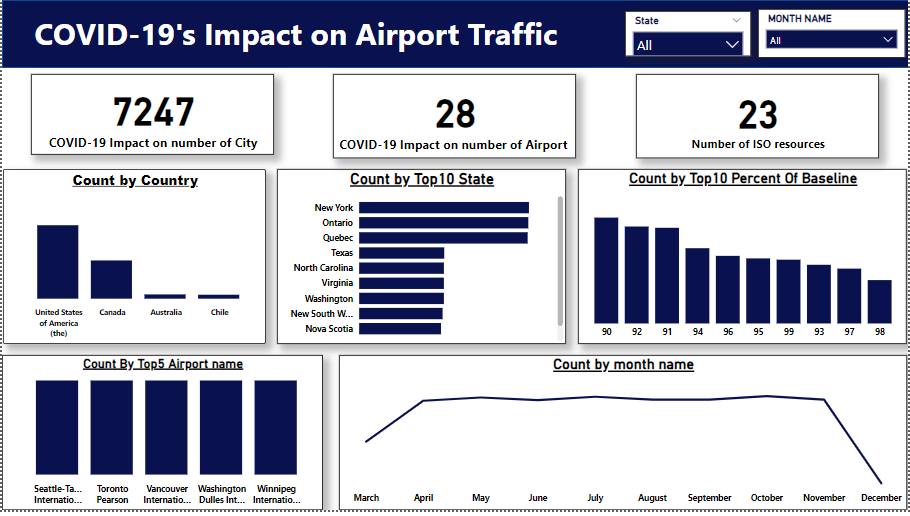 COVID-19's Impact on Airport Traffic
State
All
MONTH NAME
All
7247
COVID-19 Impact on number of City
28
COVID-19 Impact on number of Airport
23
Number of ISO resources
Count by Country
United States
of America
(the)
Canada
Australia
Chile
Count by Top10 State
New York
Ontario
Quebec
Texas
North Carolina
Virginia
Washington
New South W...
Nova Scotia
Count by Top10 Percent Of Baseline
90 92 91 94 96 95 99 93 97 98
Count By Top5 Airport name
Seattle-Ta...
Internatio...
Toronto
Pearson
Vancouver
Internatio...
Washington
Dulles Int...
Winnipeg
Internatio...
Count by month name
March April May June July August September October November December